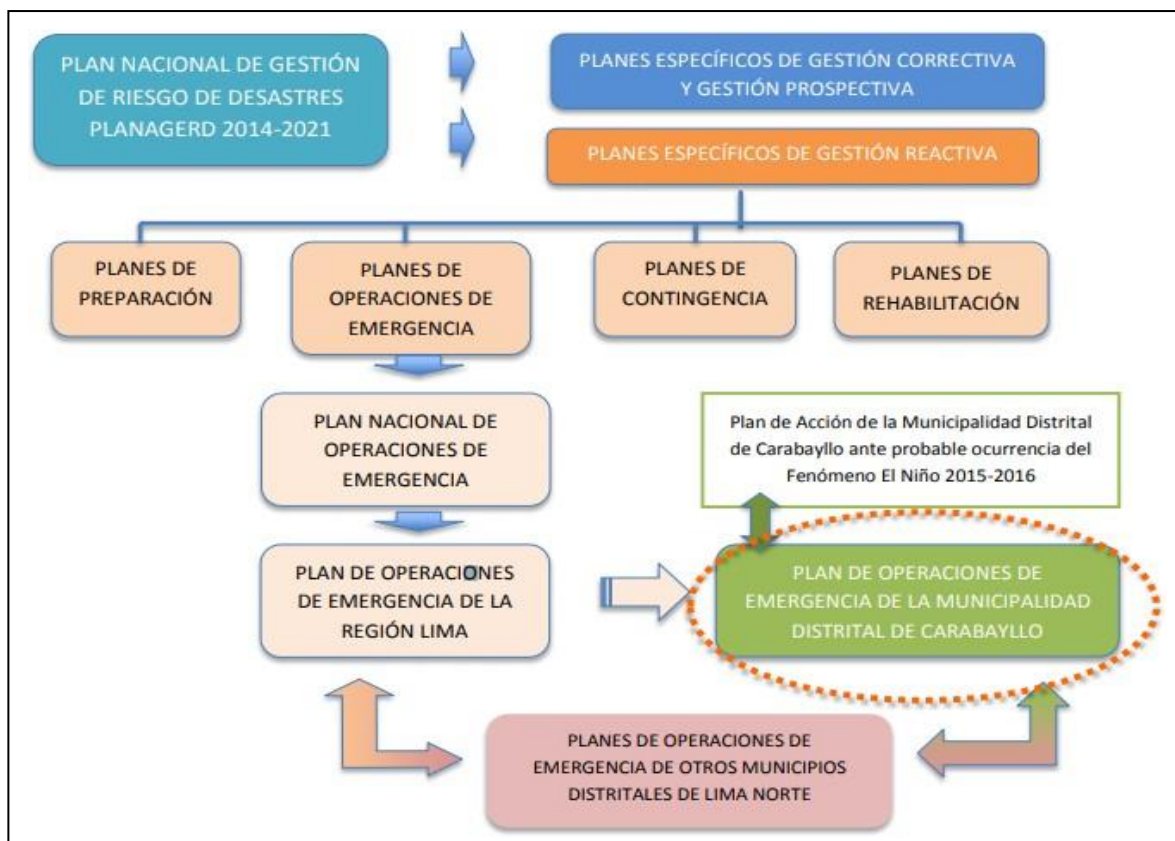 PLAN NACIONAL DE GESTIÓN
DE RIESGO DE DESASTRES
PLANAGERD 2014-2021
PLANES ESPECÍFICOS DE GESTIÓN CORRECTIVA
Y GESTIÓN PROSPECTIVA
PLANES ESPECÍFICOS DE GESTIÓN REACTIVA
PLANES DE
PREPARACIÓN
PLANES DE
OPERACIONES DE
EMERGENCIA
PLANES DE
CONTINGENCIA
PLANES DE
REHABILITACIÓN
PLAN NACIONAL DE
OPERACIONES DE
EMERGENCIA
Plan de Acción de la Municipalidad Distrital
de Carabayllo ante probable ocurrencia del
Fenómeno El Niño 2015-2016
PLAN DE OPERACIONES
DE EMERGENCIA DE LA
REGIÓN LIMA
PLAN DE OPERACIONES DE
EMERGENCIA DE LA MUNICIPALIDAD
DISTRITAL DE CARABAYLLO
PLANES DE OPERACIONES DE
EMERGENCIA DE OTROS MUNICIPIOS
DISTRITALES DE LIMA NORTE